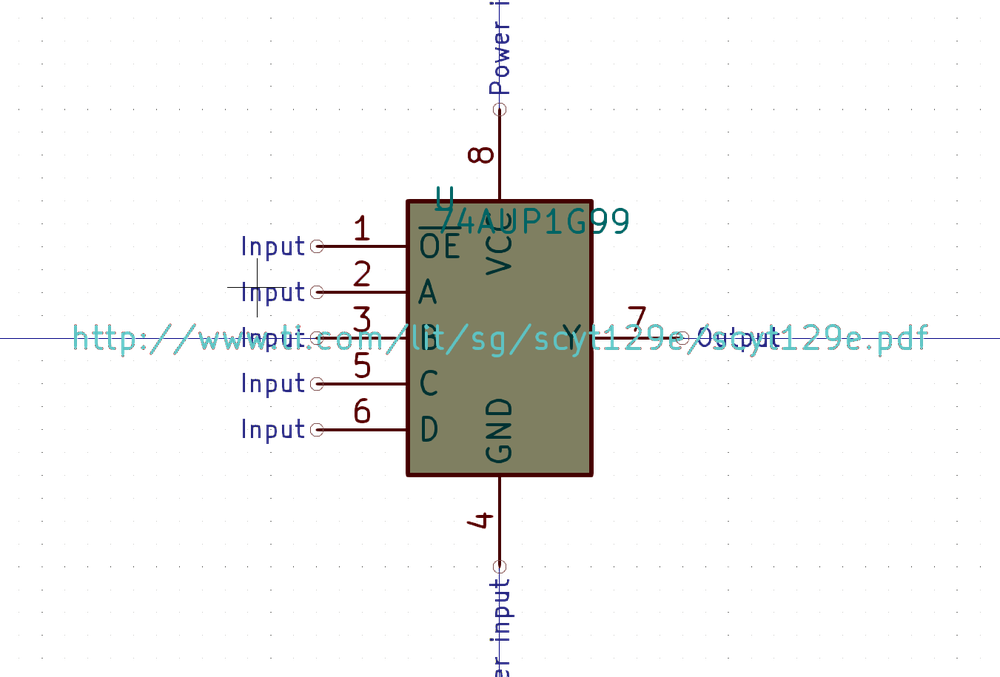 Power i
8
U
74AUP1G99
VCC
Input 1 OE
Input 2 A
Input 3 B Y 7 Output
http://www.ti.com/lit/sg/scyt129e/scyt129e.pdf
Input 5 C
Input 6 D
GND
4
er input